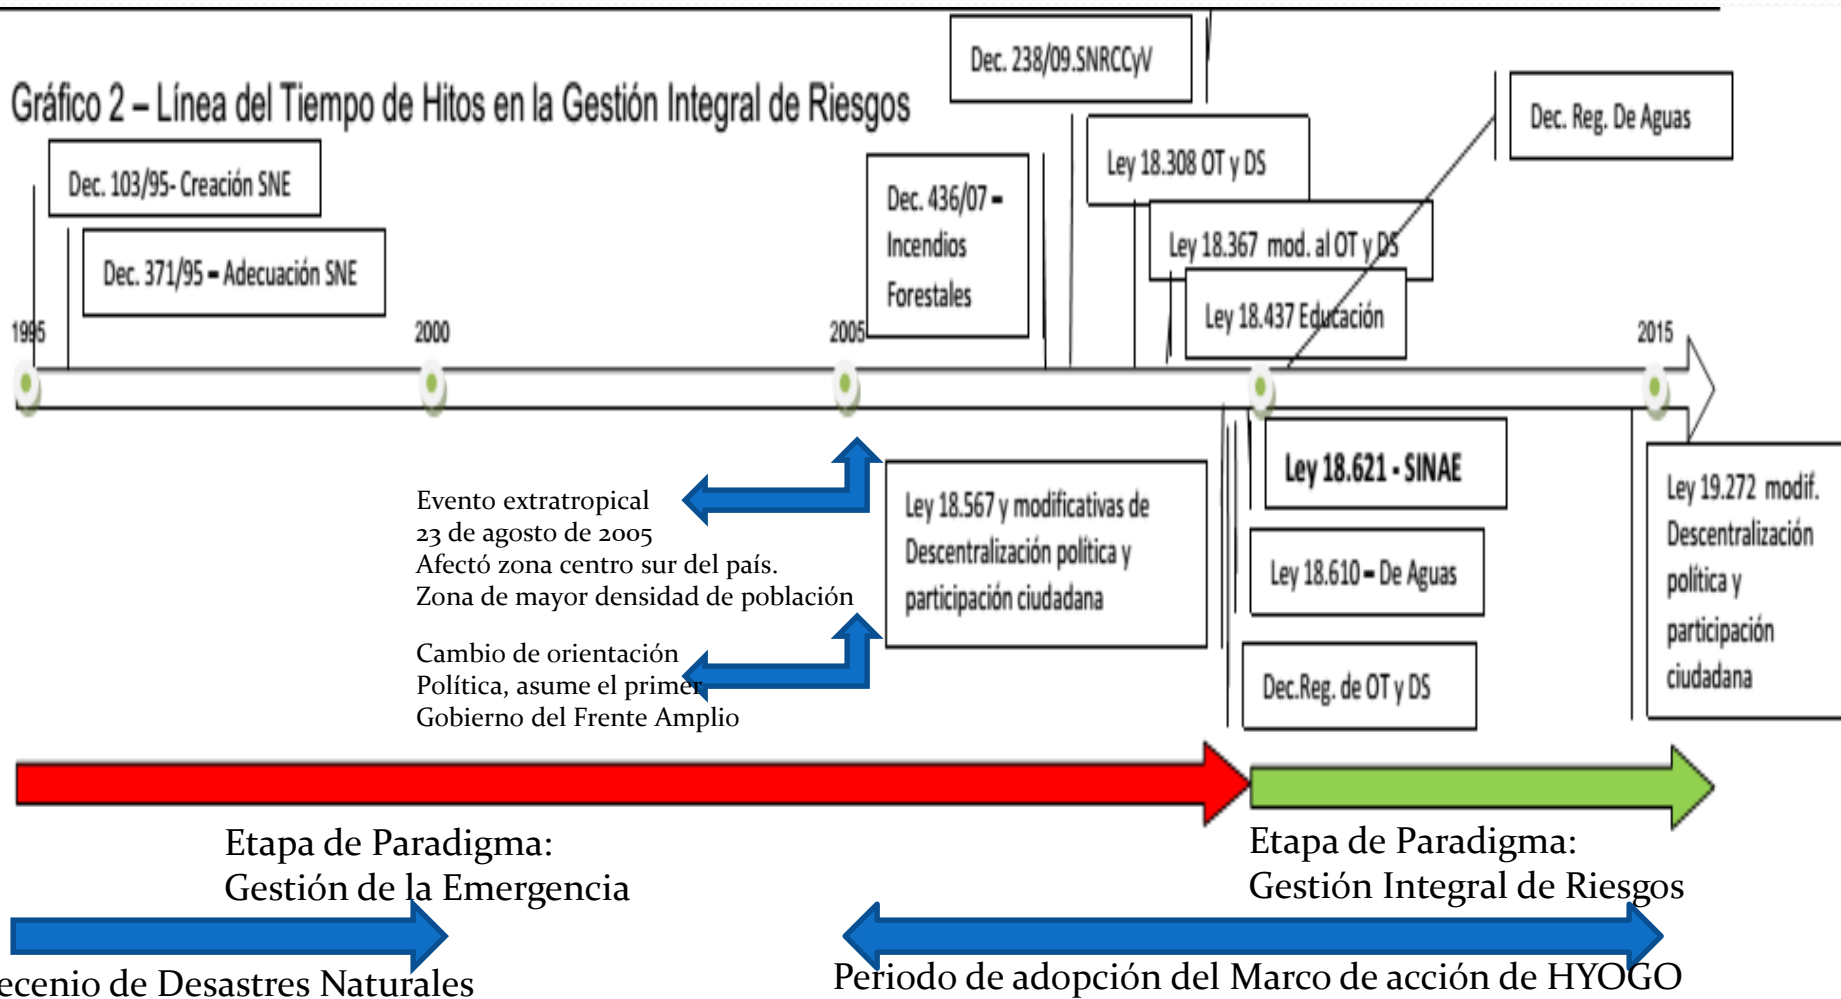 Gráfico 2 – Línea del Tiempo de Hitos en la Gestión Integral de Riesgos
Dec. 103/95- Creación SNE
Dec. 371/95 – Adecuación SNE
Dec. 238/09.SNRCCyV
Dec. 436/07 –
Incendios
Forestales
Ley 18.308 OT y DS
Ley 18.367 mod. al OT y DS
Ley 18.437 Educación
Dec. Reg. De Aguas
1995
2000
2005
2015
Evento extratropical
23 de agosto de 2005
Afectó zona centro sur del país.
Zona de mayor densidad de población
Cambio de orientación
Política, asume el primer
Gobierno del Frente Amplio
Ley 18.567 y modificativas de
Descentralización política y
participación ciudadana
Ley 18.621 - SINAE
Ley 18.610 – De Aguas
Dec.Reg. de OT y DS
Ley 19.272 modif.
Descentralización
política y
participación
ciudadana
Etapa de Paradigma:
Gestión de la Emergencia
Etapa de Paradigma:
Gestión Integral de Riesgos
ecenio de Desastres Naturales
Periodo de adopción del Marco de acción de HYOGO